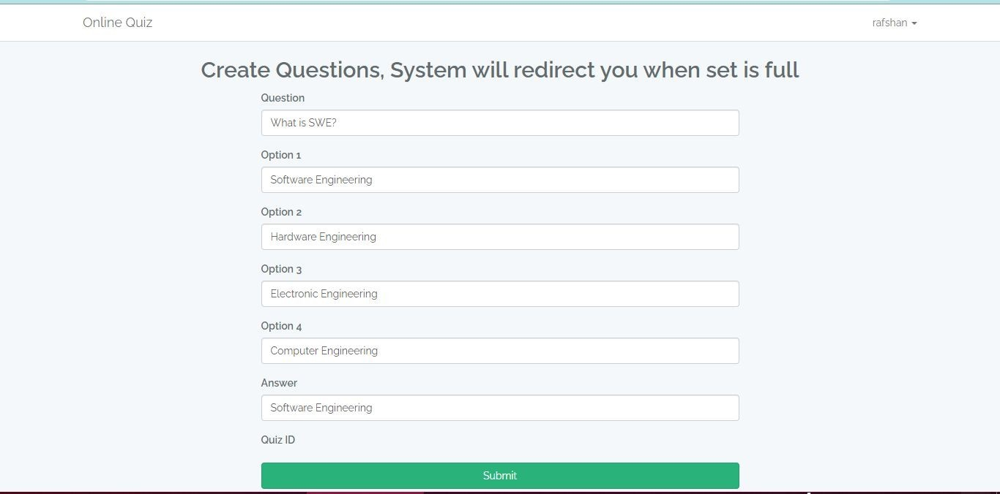 Online Quiz
rafshan
Create Questions, System will redirect you when set is full
Question
What is SWE?
Option 1
Software Engineering
Option 2
Hardware Engineering
Option 3
Electronic Engineering
Option 4
Computer Engineering
Answer
Software Engineering
Quiz ID
Submit